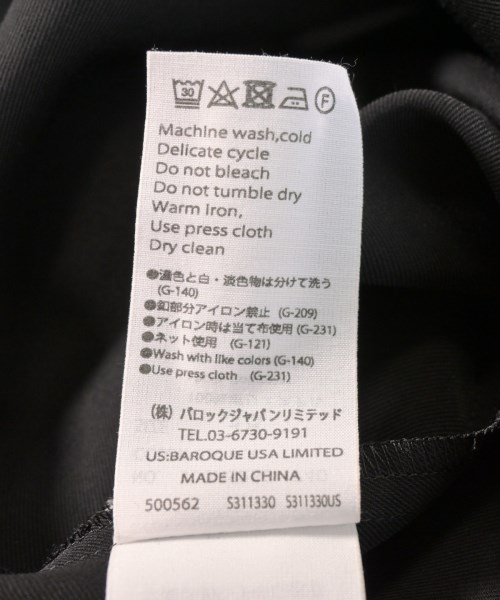 30 F
Machine wash,cold
Delicate cycle
Do not bleach
Do not tumble dry
Warm Iron,
Use press cloth
Dry clean
●濃色と白・淡色物は分けて洗う
(G-140)
●釦部分アイロン禁止 (G-209)
●アイロン時は当て布使用 (G-231)
●ネット使用 (G-121)
●Wash with like colors (G-140)
●Use press cloth (G-231)
(株) バロックジャパンリミテッド
TEL.03-6730-9191
US:BAROQUE USA LIMITED
MADE IN CHINA
500562 S311330 S311330US